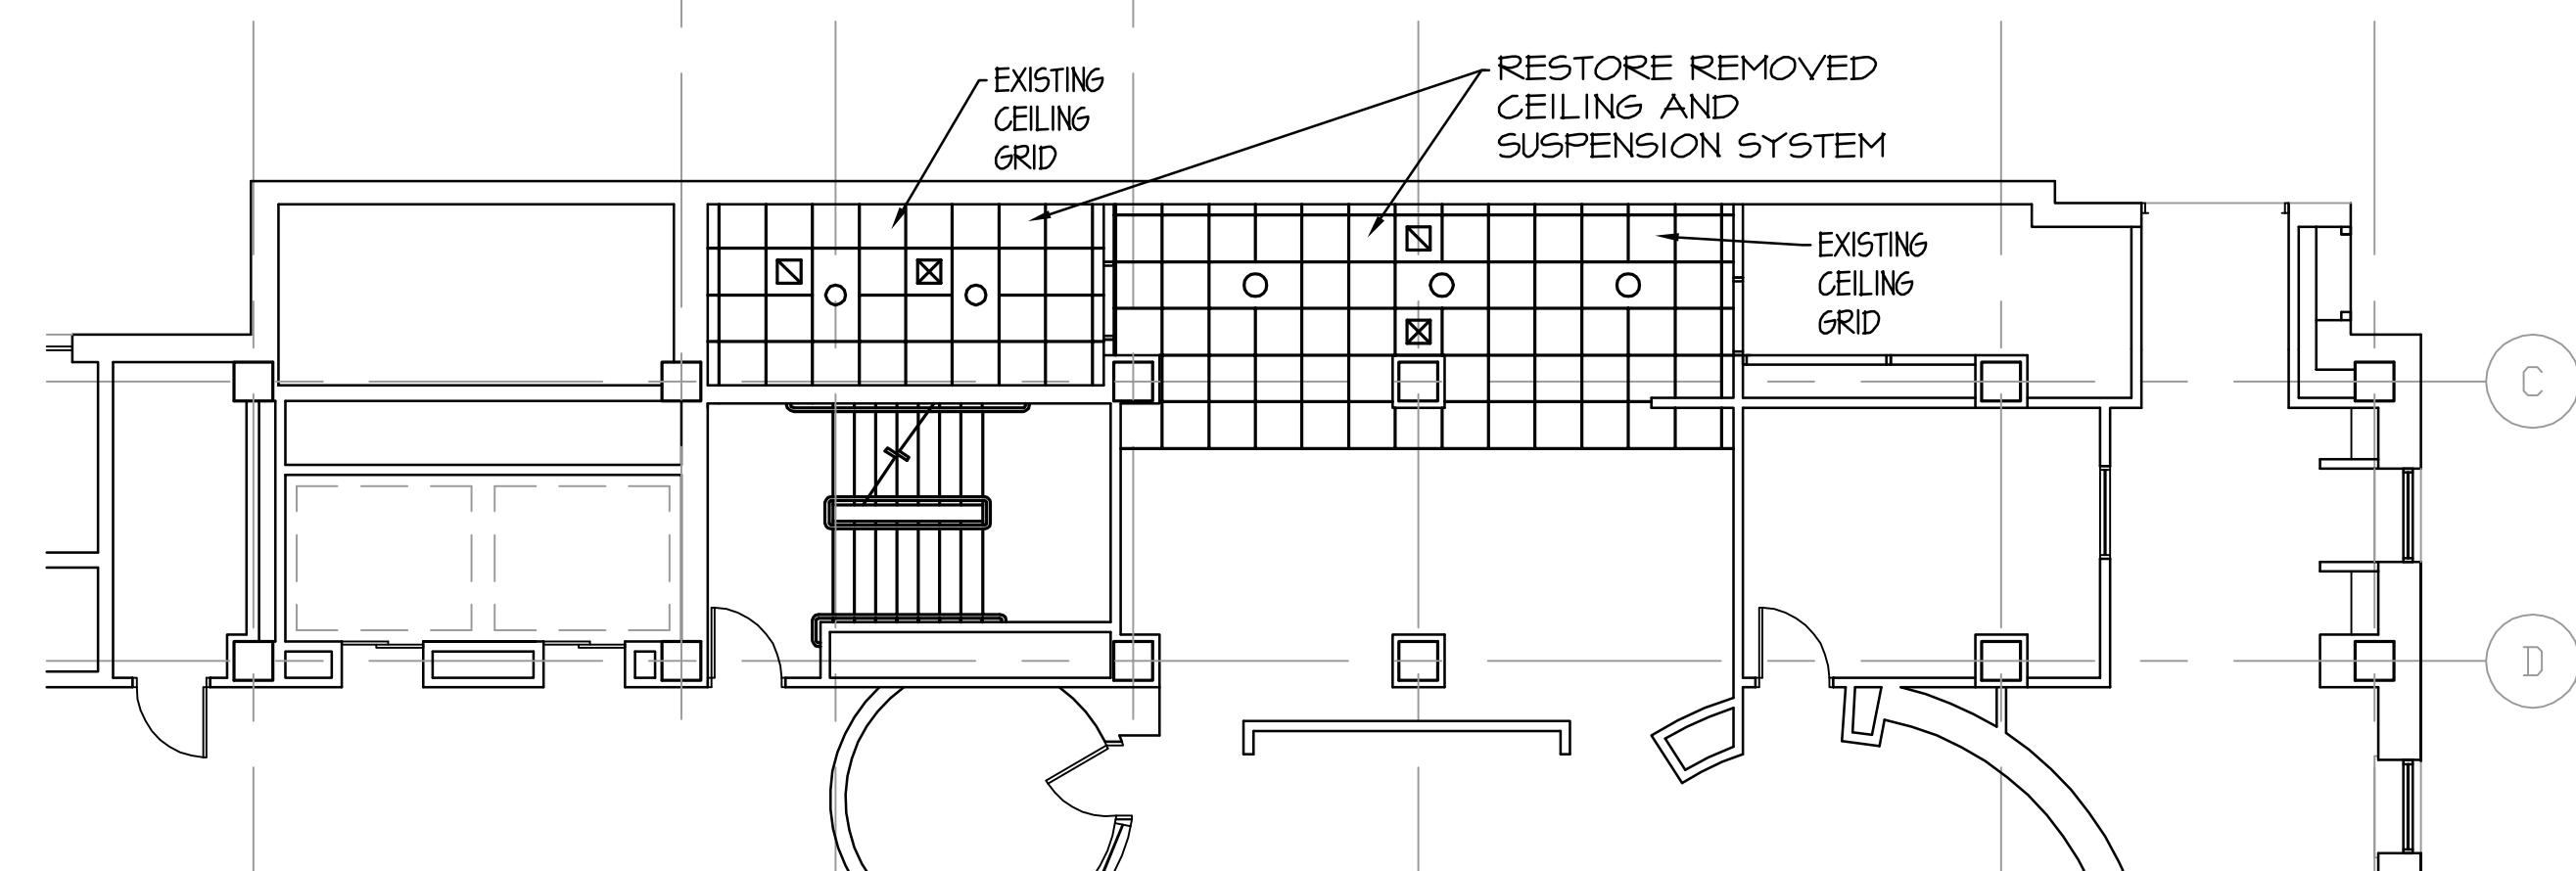 EXISTING
CEILING
GRID
RESTORE REMOVED
CEILING AND
SUSPENSION SYSTEM
EXISTING
CEILING
GRID
C
D